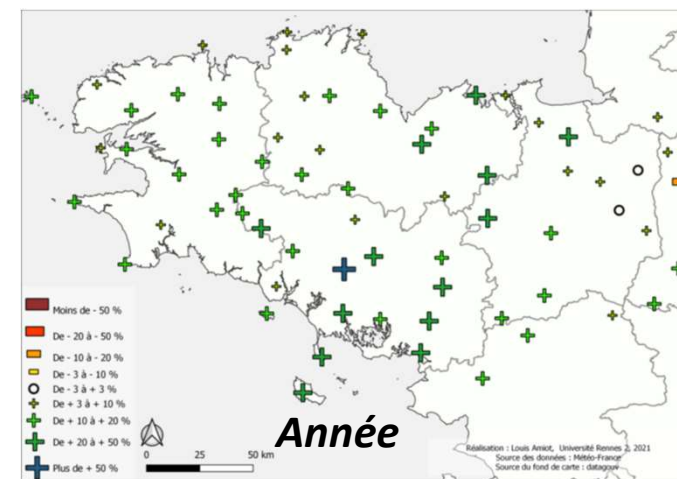 Moins de - 50 %
De - 20 à - 50 %
De - 10 à - 20 %
De - 3 à - 10 %
De - 3 à + 3 %
De + 3 à + 10 %
De + 10 à + 20 %
De + 20 à + 50 %
Plus de + 50 %
Année
0 25 50 km
Réalisation : Louis Amiot, Université Rennes 2, 2021
Source des données : Météo-France
Source du fond de carte : datagouv